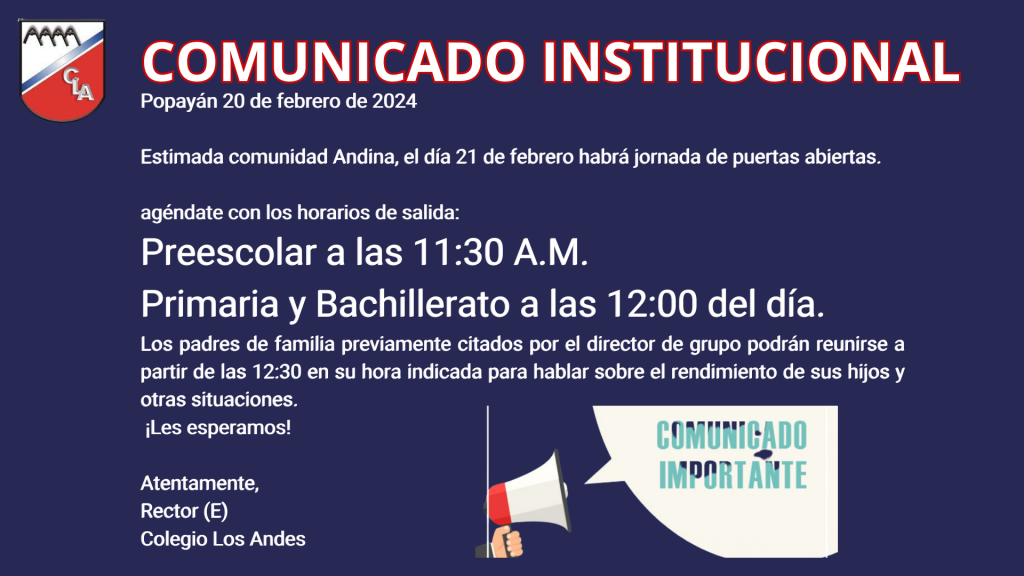 CLA
COMUNICADO INSTITUCIONAL
Popayán 20 de febrero de 2024
Estimada comunidad Andina, el día 21 de febrero habrá jornada de puertas abiertas.
agéndate con los horarios de salida:
Preescolar a las 11:30 A.M.
Primaria y Bachillerato a las 12:00 del día.
Los padres de familia previamente citados por el director de grupo podrán reunirse a
partir de las 12:30 en su hora indicada para hablar sobre el rendimiento de sus hijos y
otras situaciones.
¡Les esperamos!
Atentamente,
Rector (E)
Colegio Los Andes
COMUNICADO
IMPORTANTE